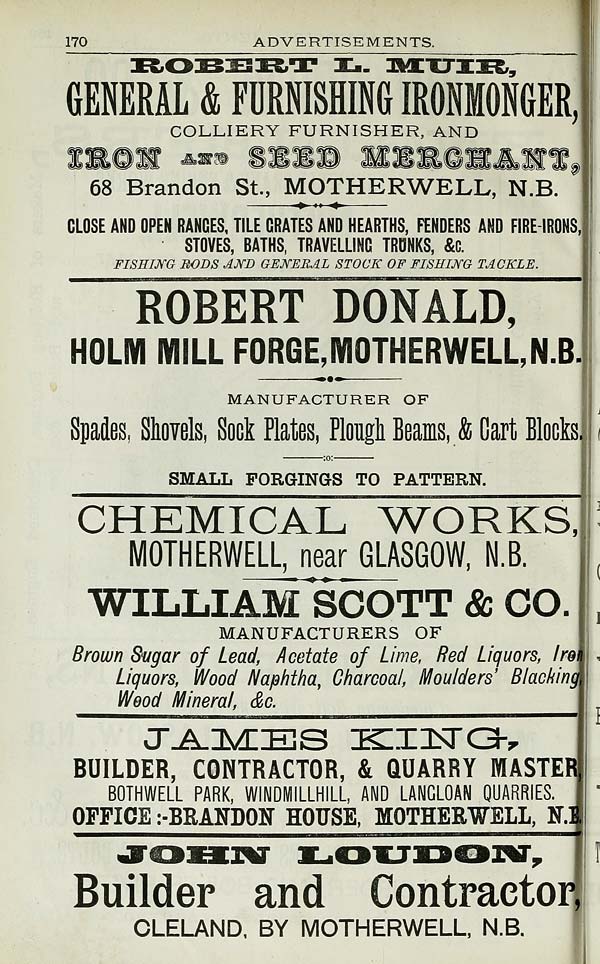 170 ADVERTISEMENTS.
ROBERT L. MUIR,
GENERAL & FURNISHING IRONMONGER,
COLLIERY FURNISHER, AND
IRON AND SEED MERCHANT,
68 Brandon St., MOTHERWELL, N.B.
CLOSE AND OPEN RANGES, TILE GRATES AND HEARTHS, FENDERS AND FIRE-IRONS,
STOVES, BATHS, TRAVELLING TRUNKS, &c.
FISHING RODS AND GENERAL STOCK OF FISHING TACKLE.
ROBERT DONALD,
HOLM MILL FORGE, MOTHERWELL, N.B.
MANUFACTURER OF
Spades, Shovels, Sock Plates, Plough Beams, & Cart Blocks.
:o:
SMALL FORGINGS TO PATTERN.
CHEMICAL WORKS,
MOTHERWELL, near GLASGOW, N.B.
WILLIAM SCOTT & CO.
MANUFACTURERS OF
Brown Sugar of Lead, Acetate of Lime, Red Liquors, Iron
Liquors, Wood Naphtha, Charcoal, Moulders' Blacking,
Wood Mineral, &c.
JAMES KING,
BUILDER, CONTRACTOR, & QUARRY MASTER,
BOTHWELL PARK, WINDMILLHILL, AND LANGLOAN QUARRIES.
OFFICE:-BRANDON HOUSE, MOTHERWELL, N.B.
JOHN LOUDON,
Builder and Contractor,
CLELAND, BY MOTHERWELL, N.B.